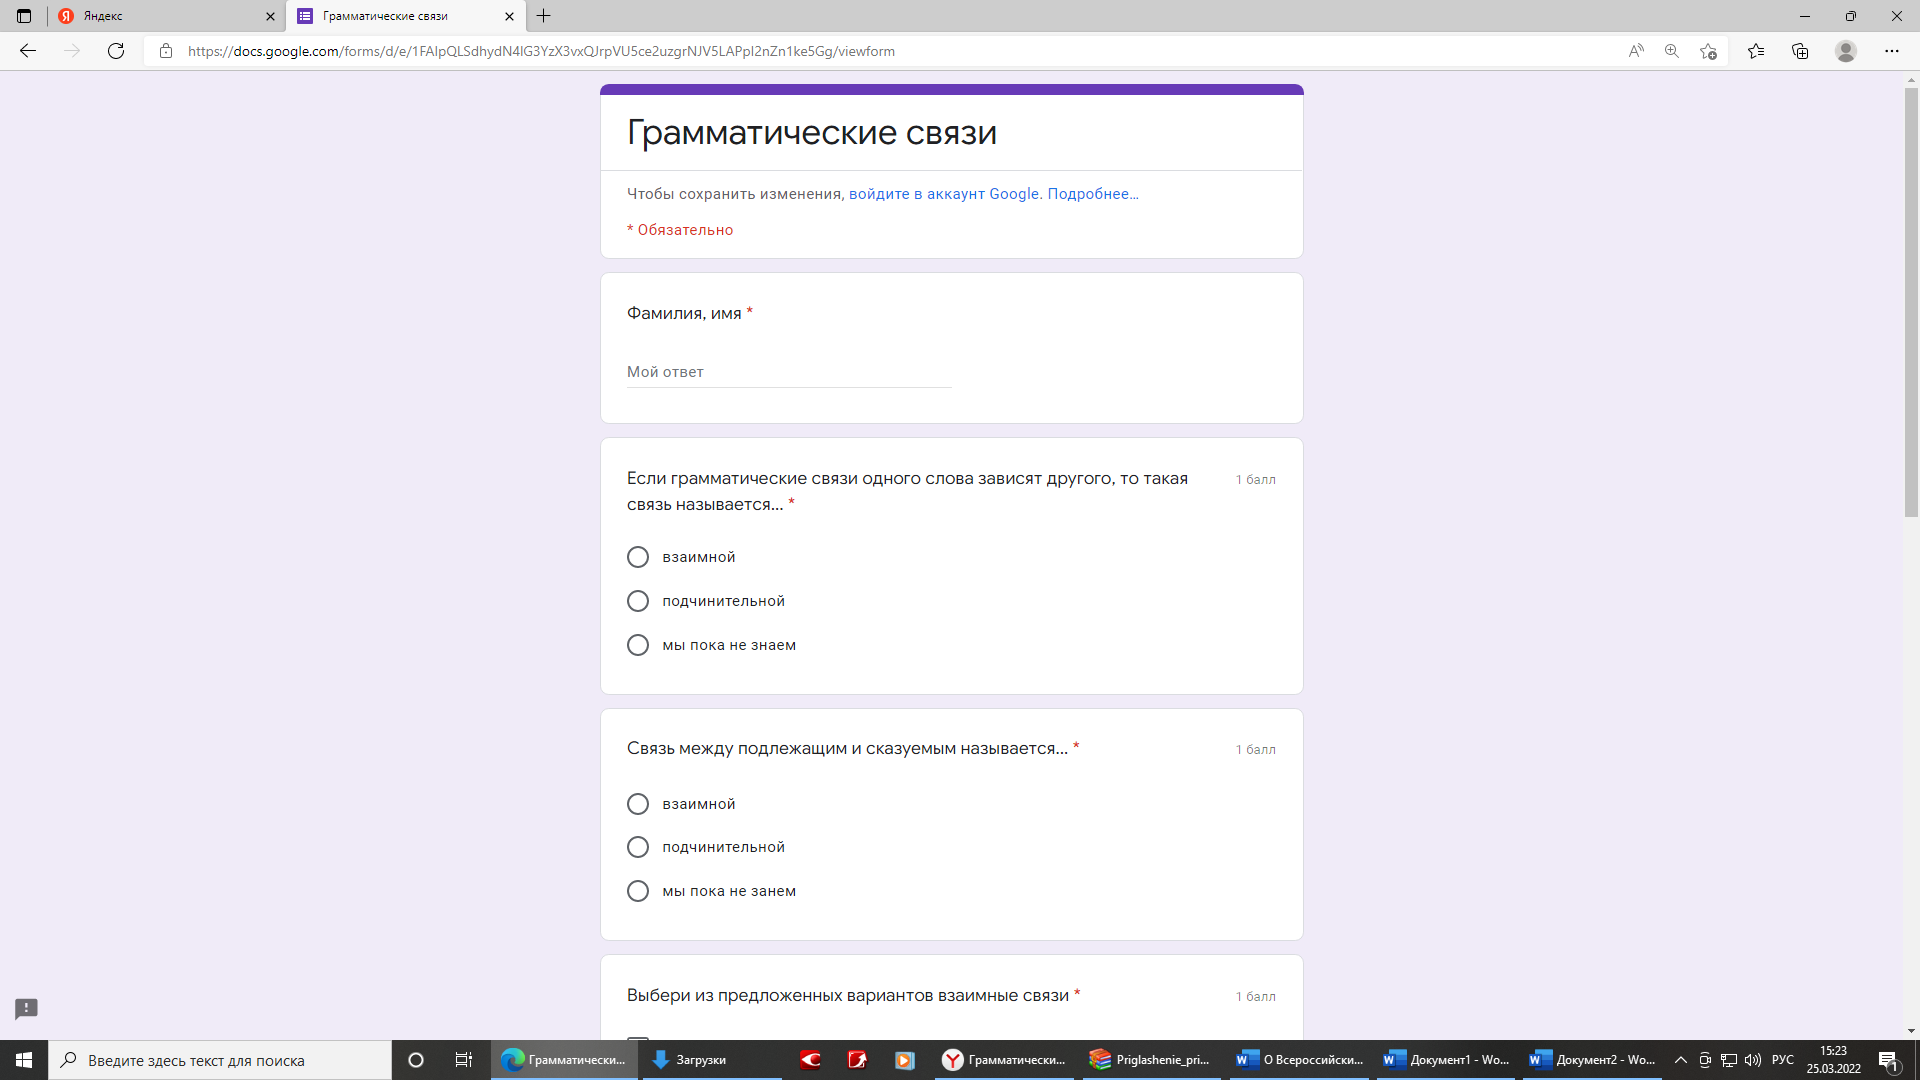 Яндекс
Грамматические связи
https://docs.google.com/forms/d/e/1FAIpQLSdhydN4lG3YzX3vxQJrpVU5ce2uzgrNJV5LAPpl2nZn1ke5Gg/viewform
Грамматические связи
Чтобы сохранить изменения, войдите в аккаунт Google. Подробнее…
* Обязательно
Фамилия, имя *
Мой ответ
Если грамматические связи одного слова зависят другого, то такая
связь называется... *
1 балл
взаимной
подчинительной
мы пока не знаем
Связь между подлежащим и сказуемым называется... *
1 балл
взаимной
подчинительной
мы пока не занем
Выбери из предложенных вариантов взаимные связи *
1 балл
Введите здесь текст для поиска
Грамматически...
Загрузки
Грамматически...
Priglashenie_pri...
О Всероссийски...
Документ1 - Wo...
Документ2 - Wo...
РУС
15:23
25.03.2022
1